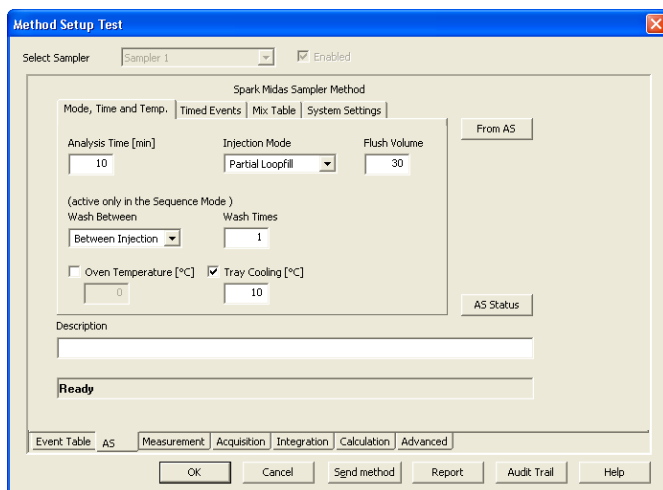 Method Setup Test
Select Sampler Sampler 1 Enabled
Spark Midas Sampler Method
Mode, Time and Temp. Timed Events Mix Table System Settings
From AS
Analysis Time [min] Injection Mode Flush Volume
10 Partial Loopfill 30
(active only in the Sequence Mode )
Wash Between Wash Times
Between Injection 1
Oven Temperature [°C] Tray Cooling [°C]
0 10
AS Status
Description
Ready
Event Table AS Measurement Acquisition Integration Calculation Advanced
OK Cancel Send method Report Audit Trail Help